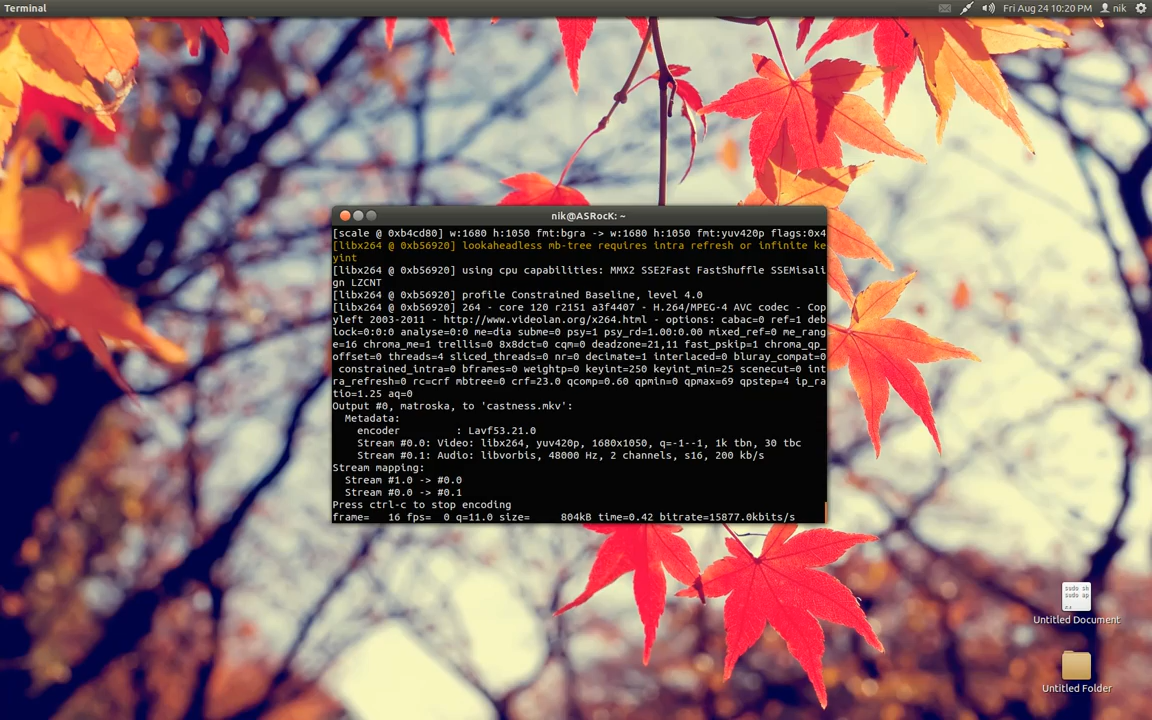 Terminal
Fri Aug 24 10:20 PM
nik
nik@ASRocK: ~
[scale @ 0xb4cd80] w:1680 h:1050 fmt:bgra -> w:1680 h:1050 fmt:yuv420p flags:0x4
[libx264 @ 0xb56920] lookaheadless mb-tree requires intra refresh or infinite ke
yint
[libx264 @ 0xb56920] using cpu capabilities: MMX2 SSE2Fast FastShuffle SSEMisali
gn LZCNT
[libx264 @ 0xb56920] profile Constrained Baseline, level 4.0
[libx264 @ 0xb56920] 264 - core 120 r2151 a3f4407 - H.264/MPEG-4 AVC codec - Cop
yleft 2003-2011 - http://www.videolan.org/x264.html - options: cabac=0 ref=1 deb
lock=0:0:0 analyse=0:0 me=dia subme=0 psy=1 psy_rd=1.00:0.00 mixed_ref=0 me_rang
e=16 chroma_me=1 trellis=0 8x8dct=0 cqm=0 deadzone=21,11 fast_pskip=1 chroma_qp_
offset=0 threads=4 sliced_threads=0 nr=0 decimate=1 interlaced=0 bluray_compat=0
 constrained_intra=0 bframes=0 weightp=0 keyint=250 keyint_min=25 scenecut=0 int
ra_refresh=0 rc=crf mbtree=0 crf=23.0 qcomp=0.60 qpmin=0 qpmax=69 qpstep=4 ip_ra
tio=1.25 aq=0
Output #0, matroska, to 'castness.mkv':
  Metadata:
    encoder         : Lavf53.21.0
    Stream #0.0: Video: libx264, yuv420p, 1680x1050, q=-1--1, 1k tbn, 30 tbc
    Stream #0.1: Audio: libvorbis, 48000 Hz, 2 channels, s16, 200 kb/s
Stream mapping:
  Stream #1.0 -> #0.0
  Stream #0.0 -> #0.1
Press ctrl-c to stop encoding
frame=   16 fps=  0 q=11.0 size=     804kB time=0.42 bitrate=15877.0kbits/s
sudo sh
sudo ap
Untitled Document
Untitled Folder